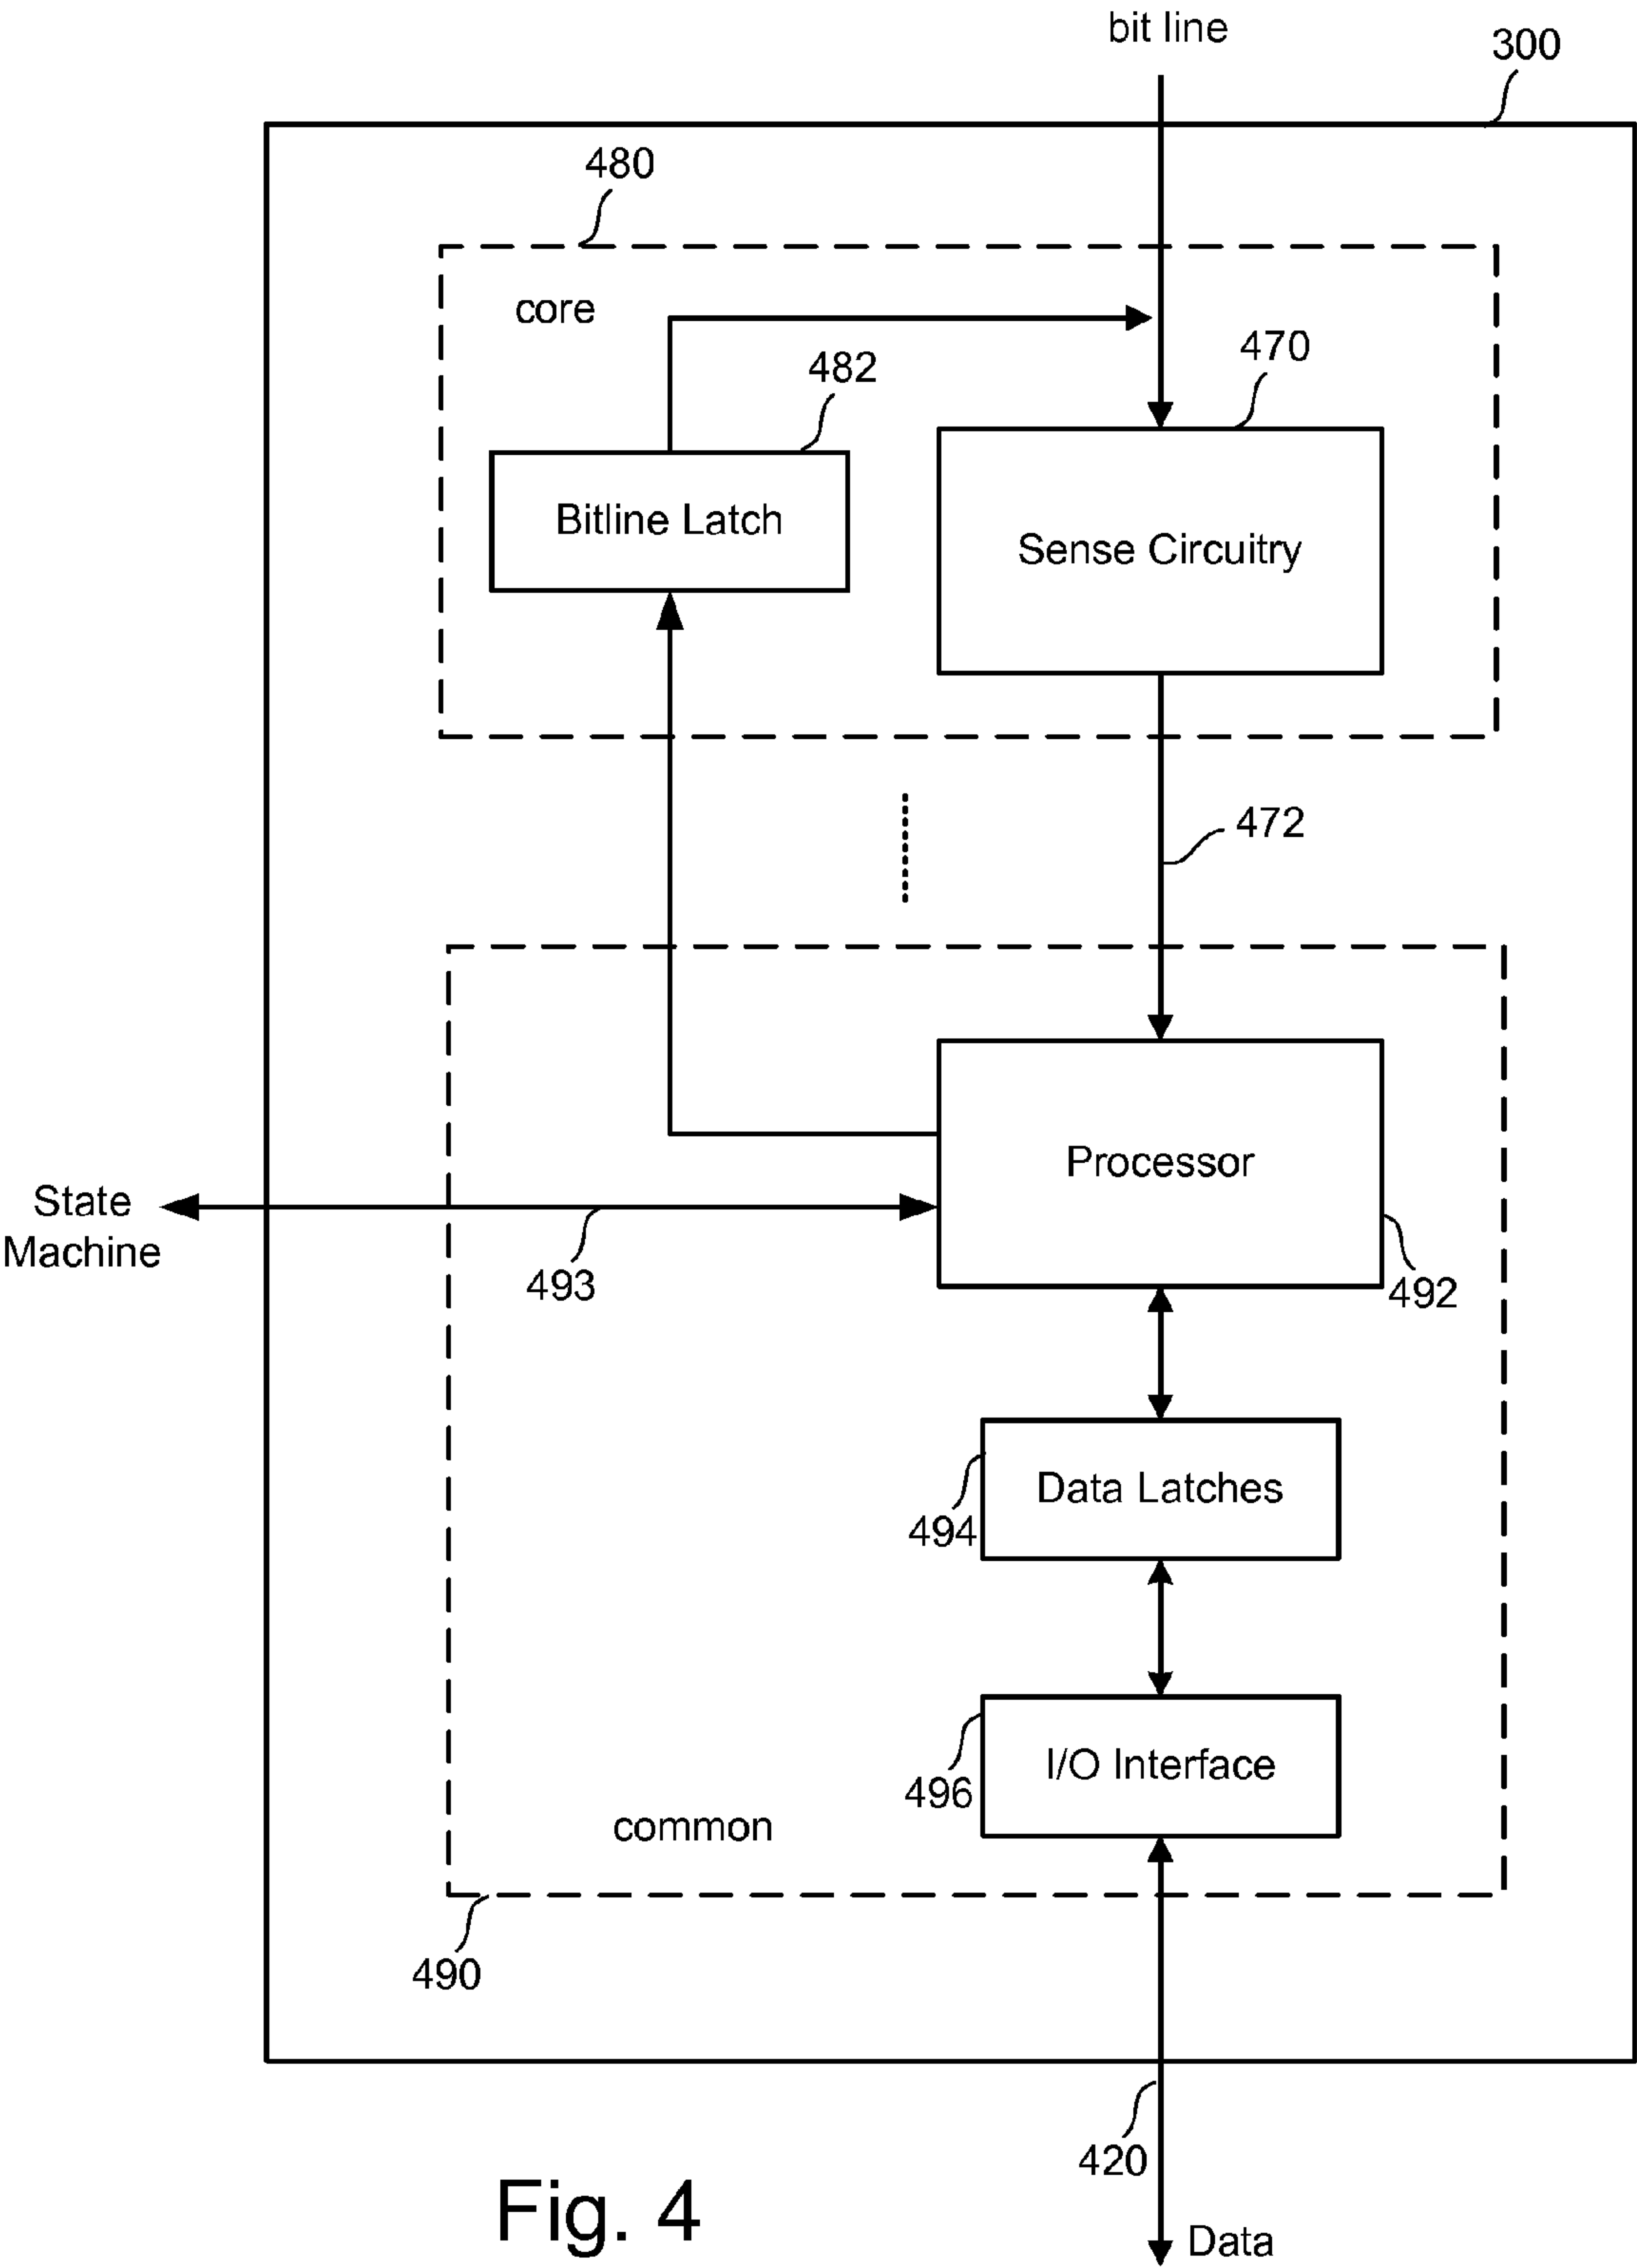 bit line
300
480
core
470
482
Bitline Latch
Sense Circuitry
472
Processor
State
Machine
493
492
Data Latches
494
I/O Interface
496
common
490
420
Fig. 4
Data